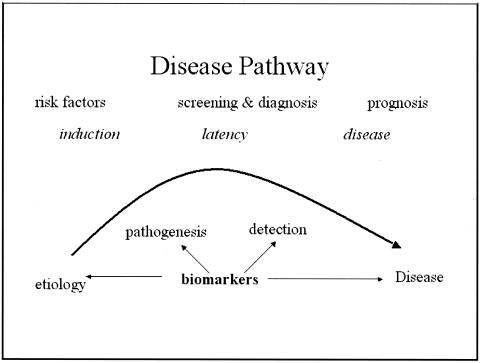 Disease Pathway
risk factors screening & diagnosis prognosis
induction latency disease
pathogenesis detection
etiology biomarkers Disease